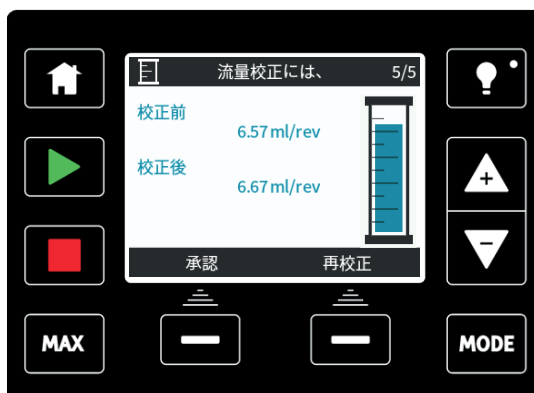 流量校正には、 5/5
校正前
6.57 ml/rev
校正後
6.67 ml/rev
承認 再校正
MAX
MODE